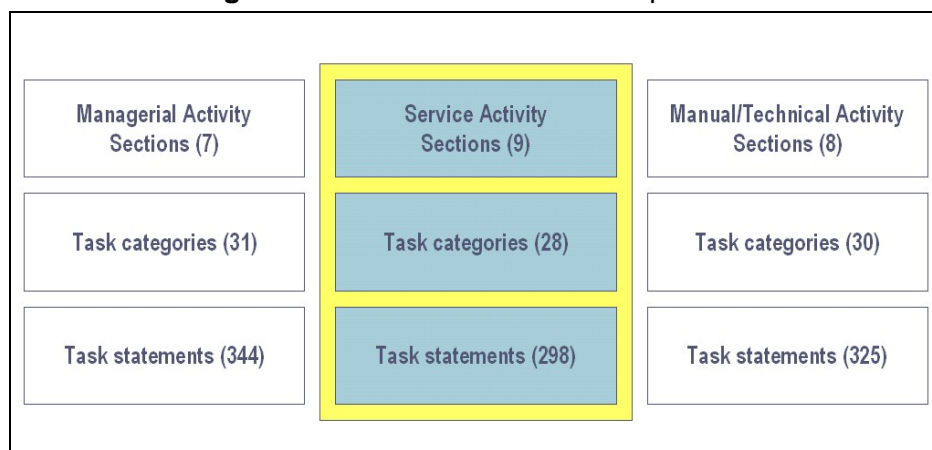 Managerial Activity
Sections (7)
Service Activity
Sections (9)
Manual/Technical Activity
Sections (8)
Task categories (31)
Task categories (28)
Task categories (30)
Task statements (344)
Task statements (298)
Task statements (325)